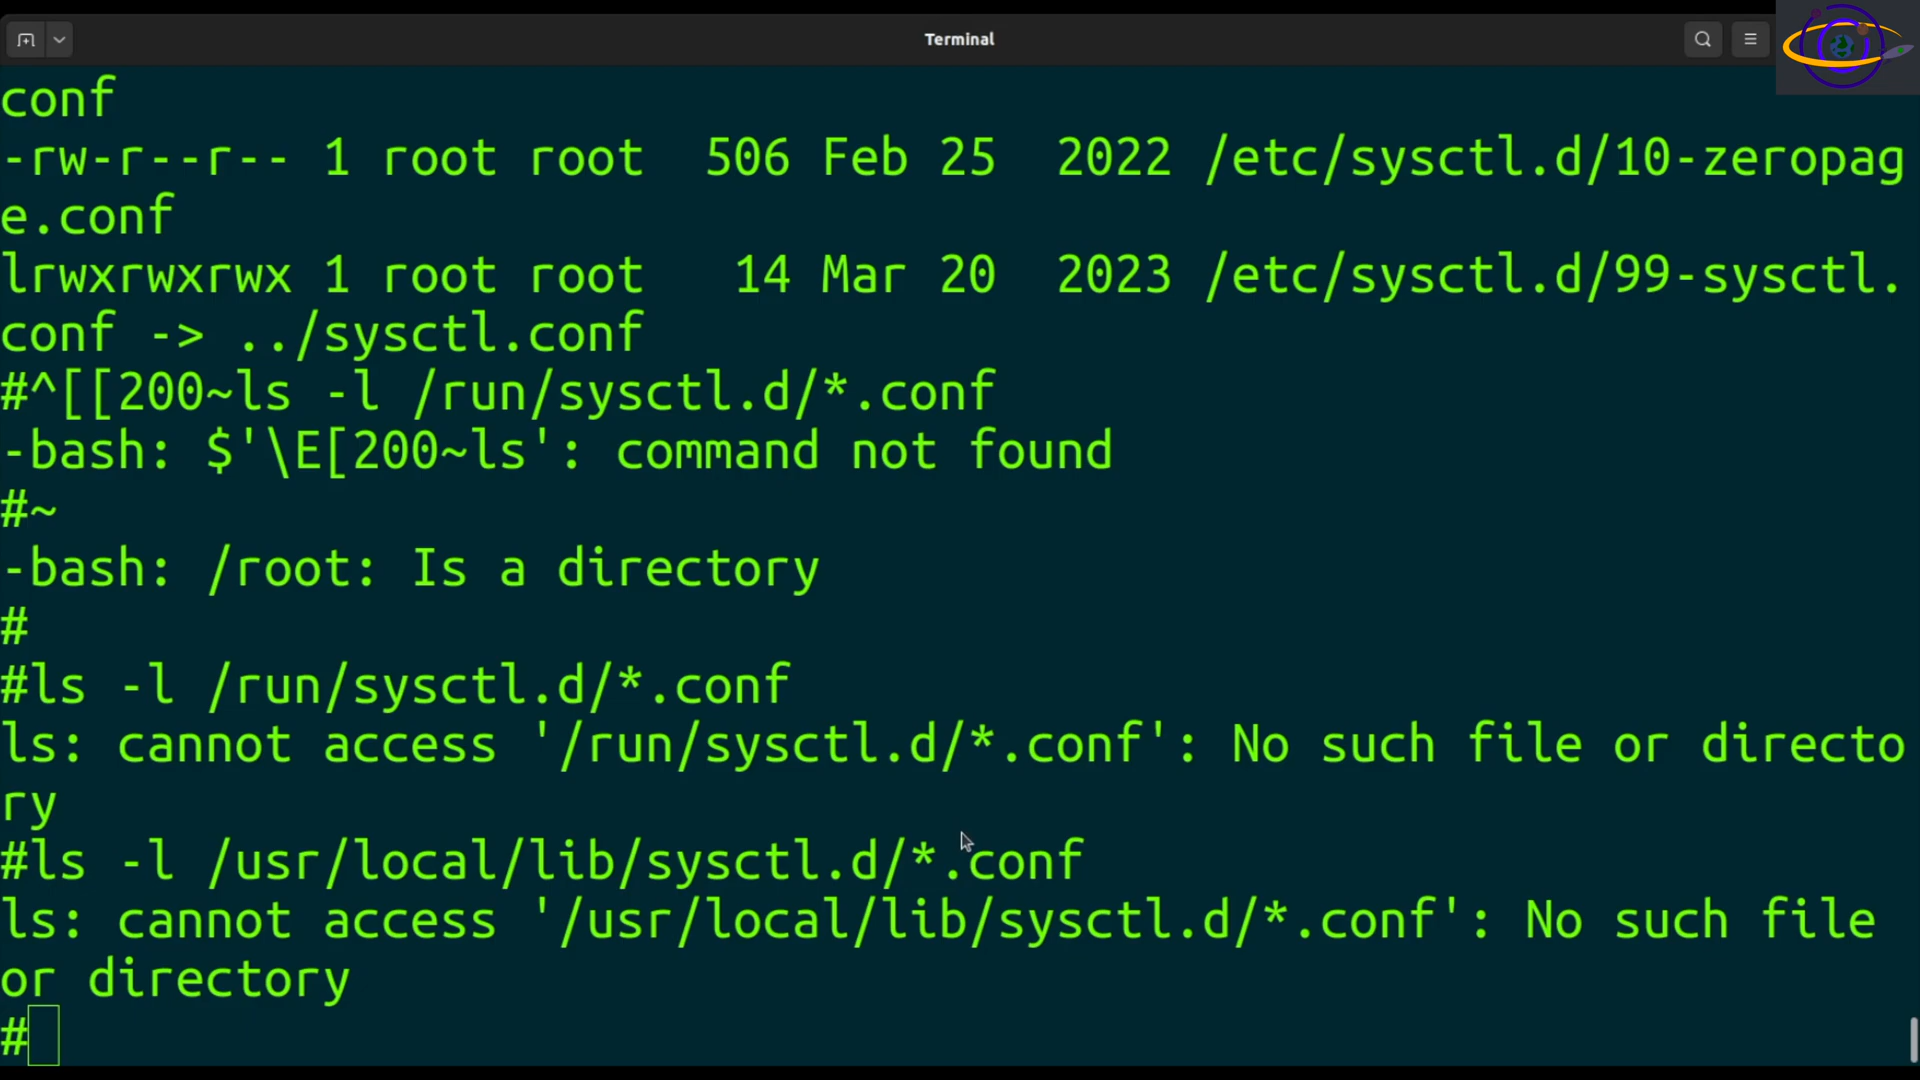 Terminal
conf
-rw-r--r-- 1 root root  506 Feb 25  2022 /etc/sysctl.d/10-zeropag
e.conf
lrwxrwxrwx 1 root root   14 Mar 20  2023 /etc/sysctl.d/99-sysctl.
conf -> ../sysctl.conf
#^[[200~ls -l /run/sysctl.d/*.conf
-bash: $'\E[200~ls': command not found
#~
-bash: /root: Is a directory
#
#ls -l /run/sysctl.d/*.conf
ls: cannot access '/run/sysctl.d/*.conf': No such file or directo
ry
#ls -l /usr/local/lib/sysctl.d/*.conf
ls: cannot access '/usr/local/lib/sysctl.d/*.conf': No such file
or directory
#